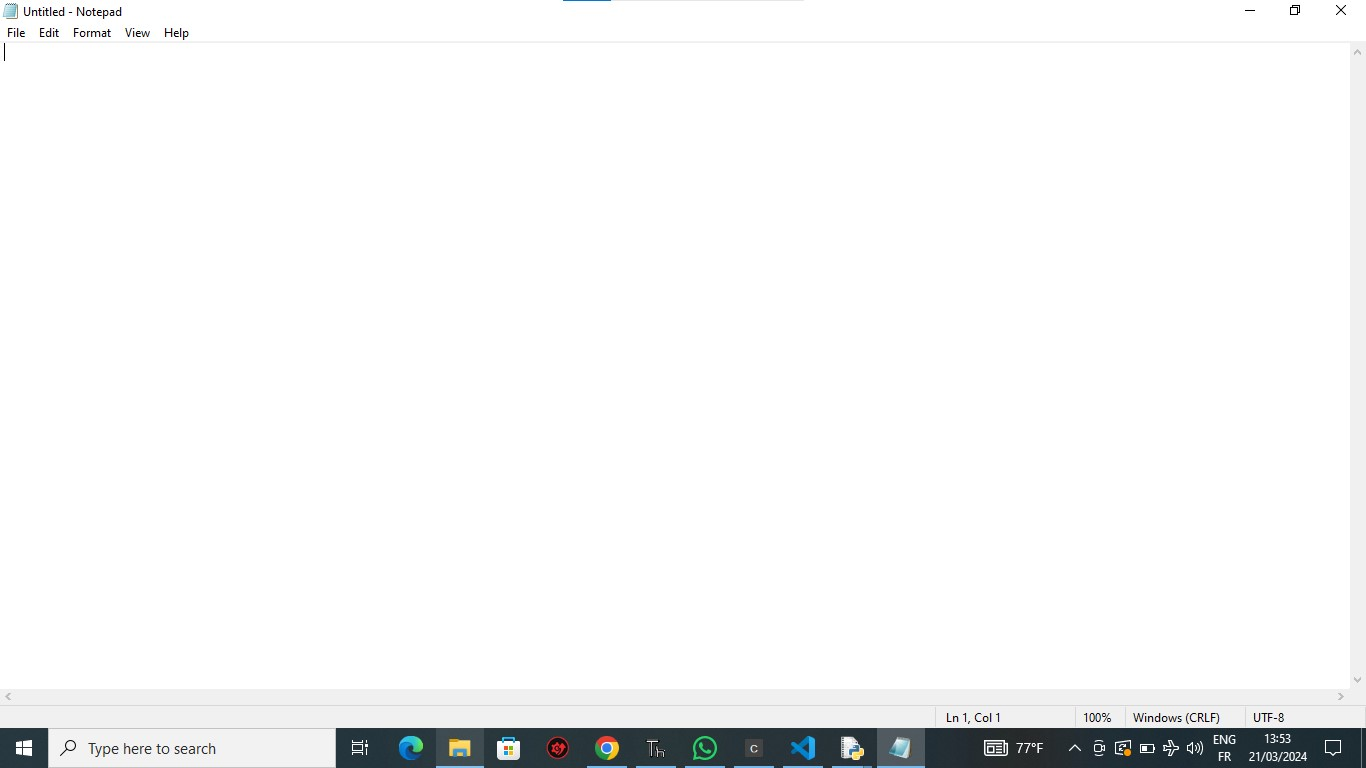 Untitled - Notepad
File Edit Format View Help
Ln 1, Col 1 100% Windows (CRLF) UTF-8
Type here to search
Th
C
77°F
ENG
FR
13:53
21/03/2024